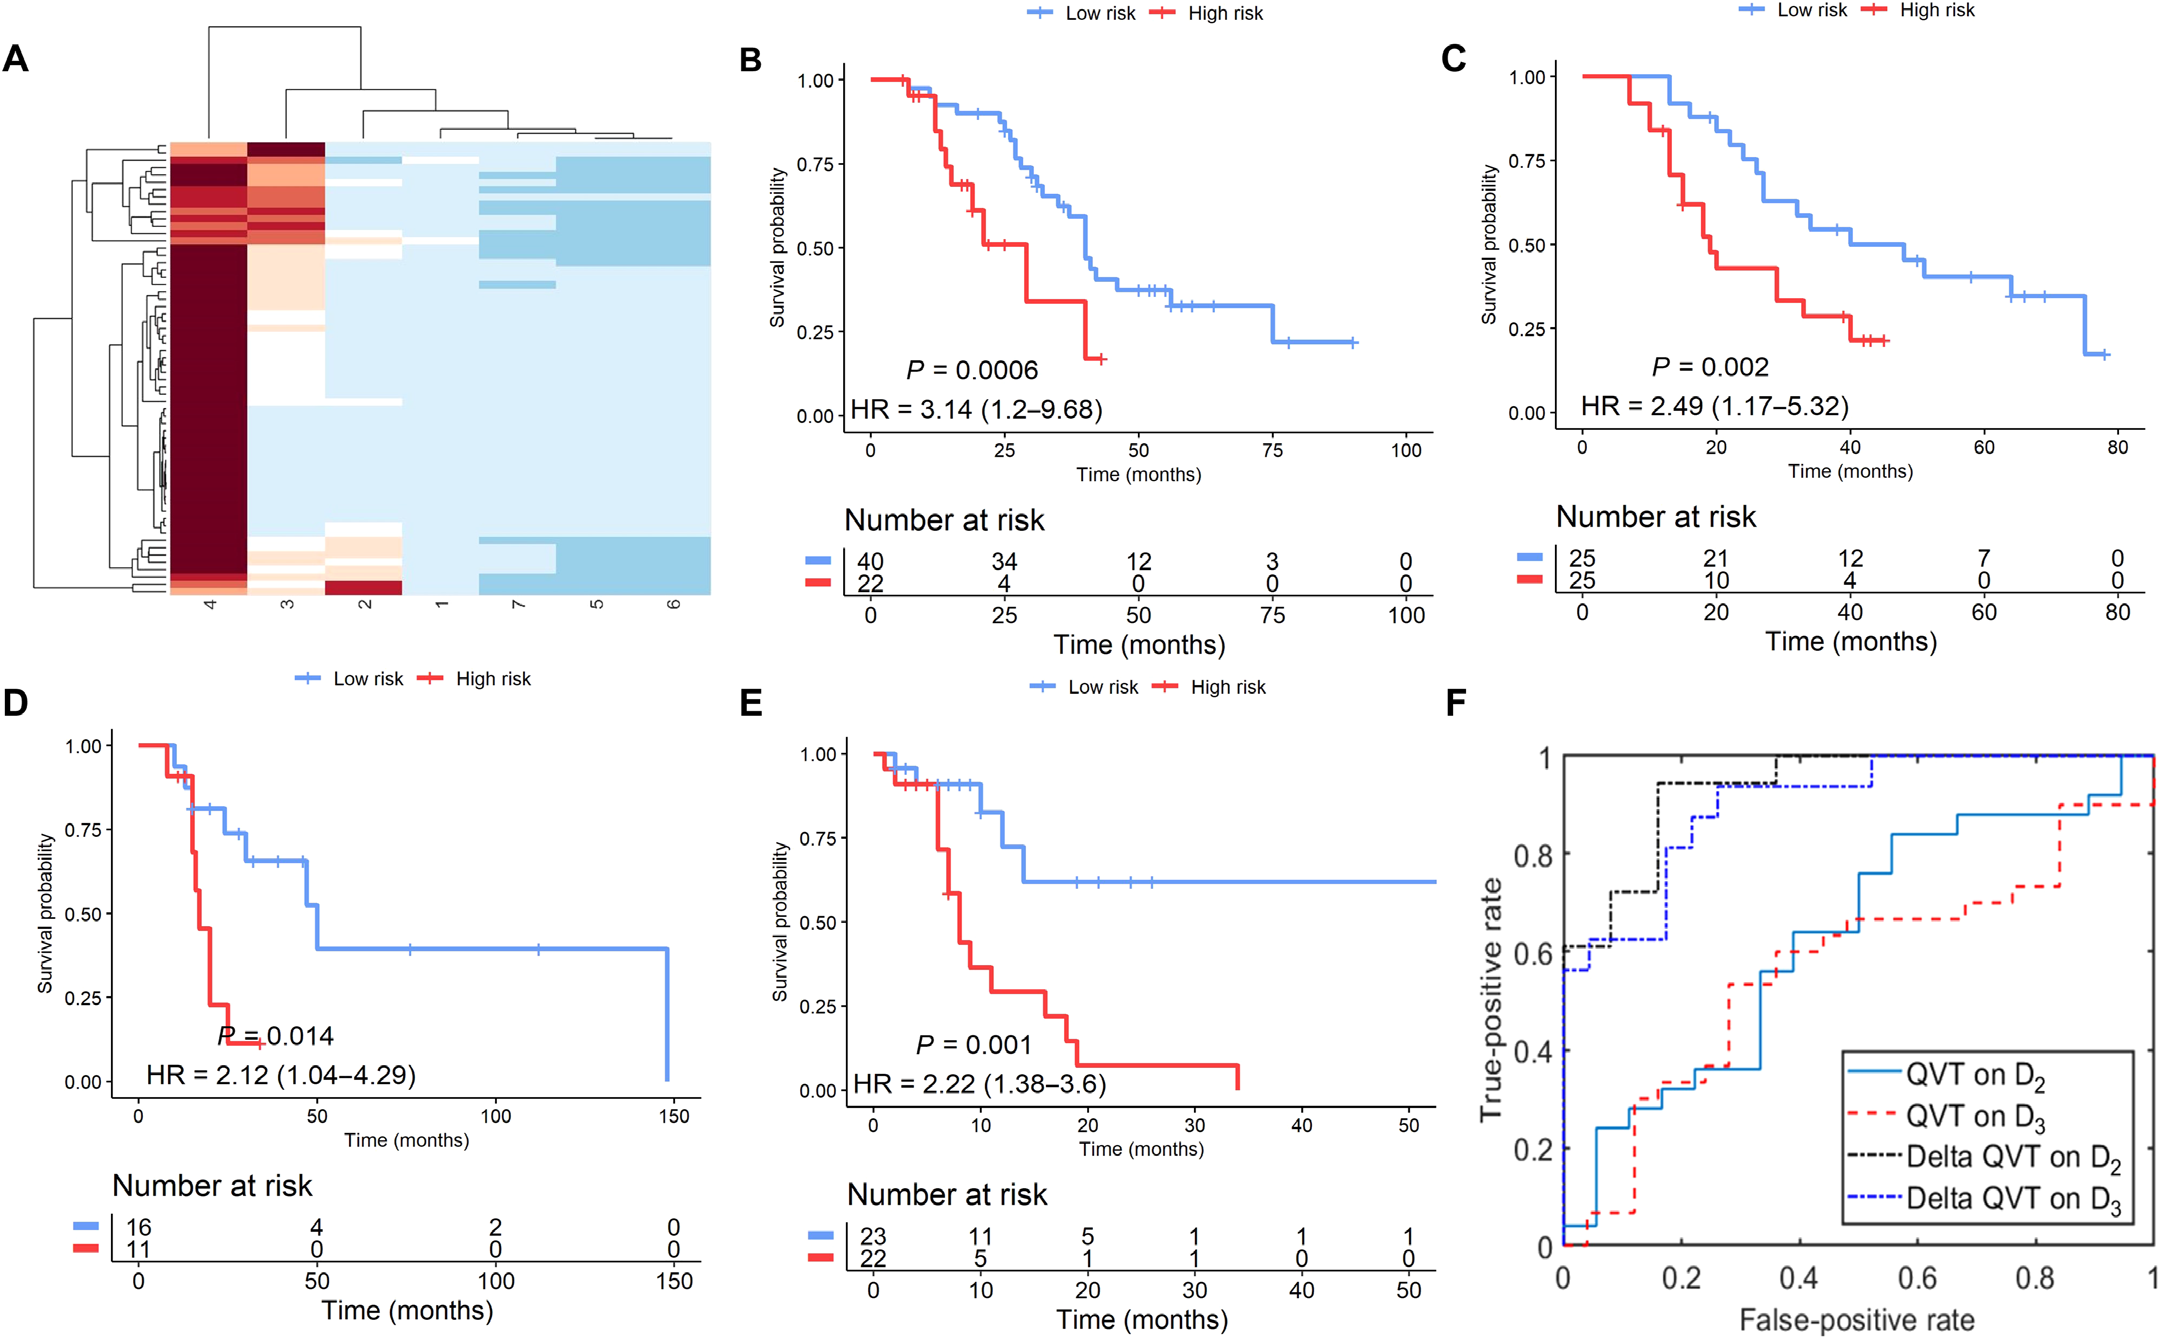 A
4 3 2 1 7 5 6
B
Low risk High risk
Survival probability
1.00
0.75
0.50
0.25
0.00
P = 0.0006
HR = 3.14 (1.2–9.68)
0 25 50 75 100
Time (months)
Number at risk
40 34 12 3 0
22 4 0 0 0
0 25 50 75 100
Time (months)
C
Low risk High risk
Survival probability
1.00
0.75
0.50
0.25
0.00
P = 0.002
HR = 2.49 (1.17–5.32)
0 20 40 60 80
Time (months)
Number at risk
25 21 12 7 0
25 10 4 0 0
0 20 40 60 80
Time (months)
D
Low risk High risk
Survival probability
1.00
0.75
0.50
0.25
0.00
P = 0.014
HR = 2.12 (1.04–4.29)
0 50 100 150
Time (months)
Number at risk
16 4 2 0
11 0 0 0
0 50 100 150
Time (months)
E
Low risk High risk
Survival probability
1.00
0.75
0.50
0.25
0.00
P = 0.001
HR = 2.22 (1.38–3.6)
0 10 20 30 40 50
Time (months)
Number at risk
23 11 5 1 1 1
22 5 1 1 0 0
0 10 20 30 40 50
Time (months)
F
True-positive rate
1
0.8
0.6
0.4
0.2
0
QVT on D2
QVT on D3
Delta QVT on D2
Delta QVT on D3
0 0.2 0.4 0.6 0.8 1
False-positive rate